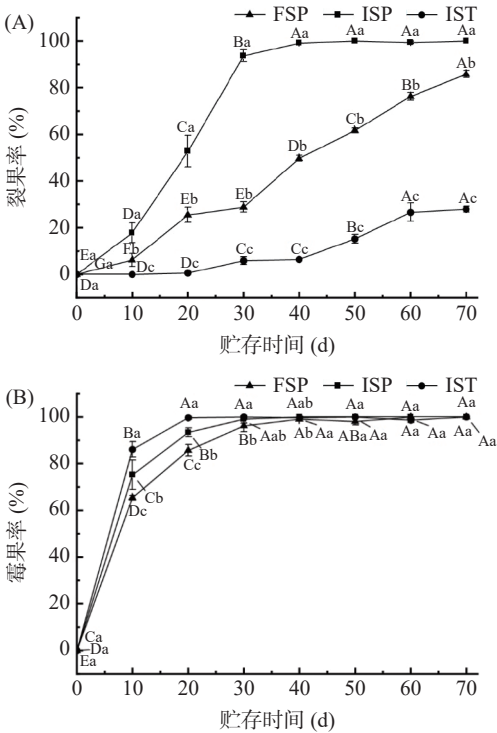 (A)
FSP ISP IST
裂果率 (%)
100
80
60
40
20
0
Ea
Ga
Da
Da
Eb
Dc
Ca
Eb
Dc
Ba
Eb
Cc
Aa
Db
Cc
Aa
Cb
Bc
Aa
Bb
Ac
Aa
Ab
Ac
0 10 20 30 40 50 60 70
贮存时间 (d)
(B)
FSP ISP IST
霉果率 (%)
100
80
60
40
20
0
Ca
Da
Ea
Ba
Cb
Dc
Aa
Bb
Cc
Aa
Bb
Aab
Aab
Ab
Aa
Aa
ABa
Aa
Aa
Aa
Aa
Aa
Aa
Aa
0 10 20 30 40 50 60 70
贮存时间 (d)